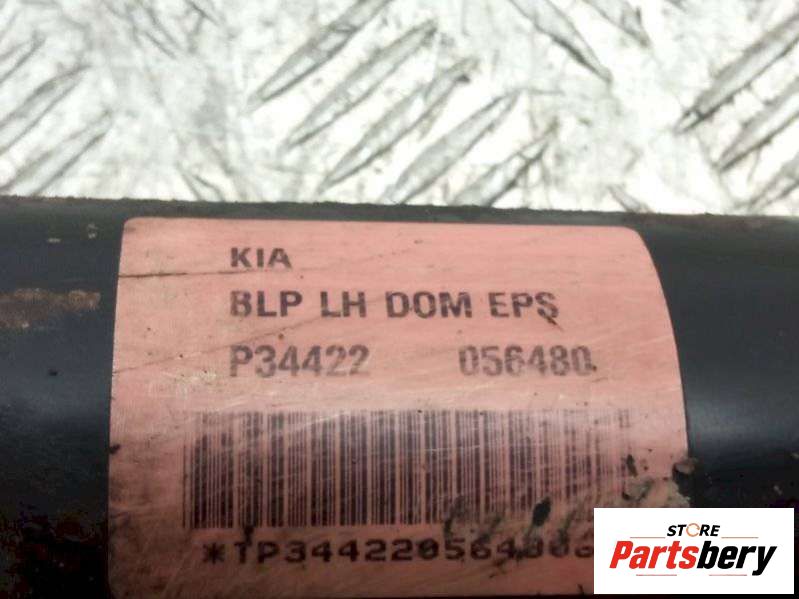 KIA
BLP LH DOM EPS
P34422 056480
STORE
Partsbery